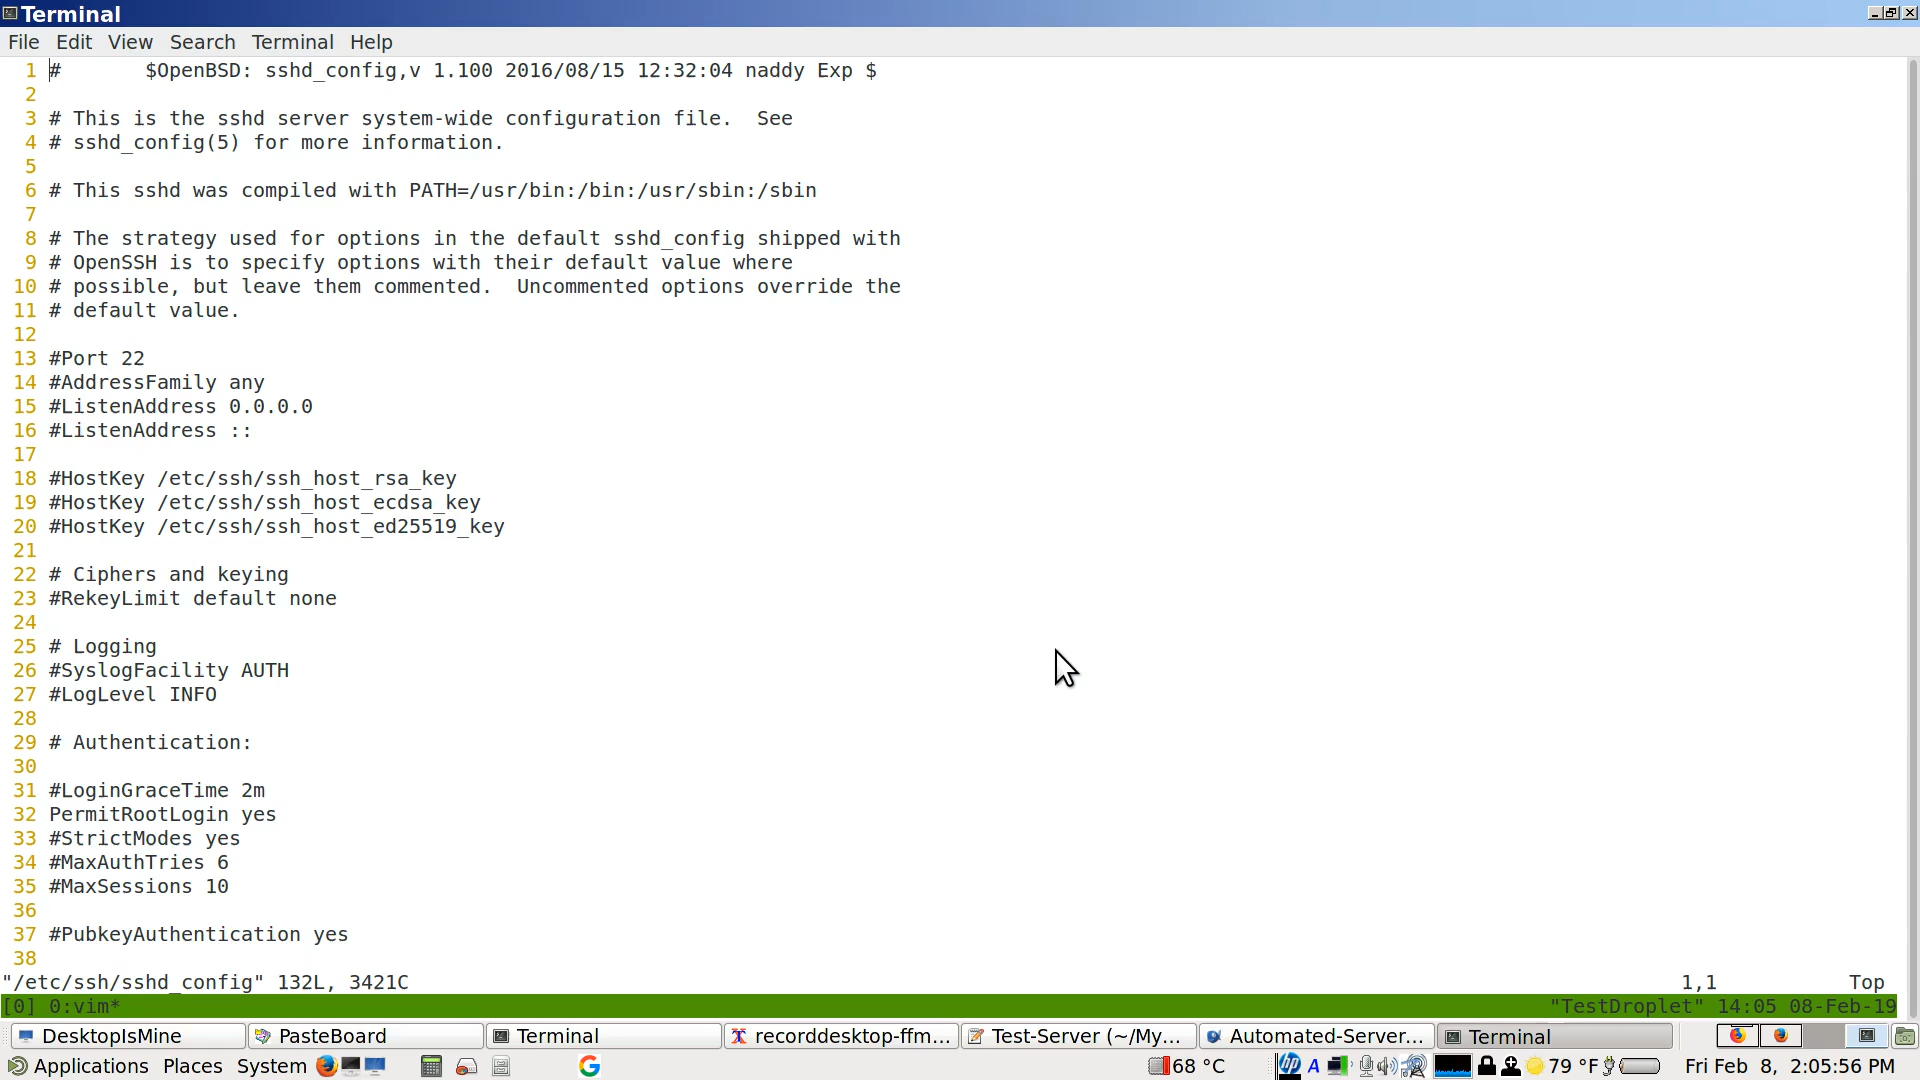 Terminal
File Edit View Search Terminal Help
1 #       $OpenBSD: sshd_config,v 1.100 2016/08/15 12:32:04 naddy Exp $
2
3 # This is the sshd server system-wide configuration file.  See
4 # sshd_config(5) for more information.
5
6 # This sshd was compiled with PATH=/usr/bin:/bin:/usr/sbin:/sbin
7
8 # The strategy used for options in the default sshd_config shipped with
9 # OpenSSH is to specify options with their default value where
10 # possible, but leave them commented.  Uncommented options override the
11 # default value.
12
13 #Port 22
14 #AddressFamily any
15 #ListenAddress 0.0.0.0
16 #ListenAddress ::
17
18 #HostKey /etc/ssh/ssh_host_rsa_key
19 #HostKey /etc/ssh/ssh_host_ecdsa_key
20 #HostKey /etc/ssh/ssh_host_ed25519_key
21
22 # Ciphers and keying
23 #RekeyLimit default none
24
25 # Logging
26 #SyslogFacility AUTH
27 #LogLevel INFO
28
29 # Authentication:
30
31 #LoginGraceTime 2m
32 PermitRootLogin yes
33 #StrictModes yes
34 #MaxAuthTries 6
35 #MaxSessions 10
36
37 #PubkeyAuthentication yes
38
"/etc/ssh/sshd_config" 132L, 3421C 1,1 Top
[0] 0:vim* "TestDroplet" 14:05 08-Feb-19
DesktopIsMine PasteBoard Terminal recorddesktop-ffm... Test-Server (~/My... Automated-Server... Terminal
Applications Places System 68 °C hp A 79 °F Fri Feb 8, 2:05:56 PM